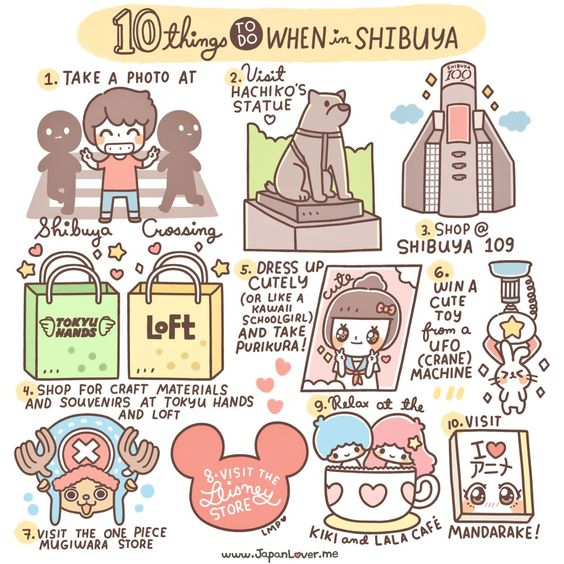 10 things TO DO WHEN in SHIBUYA
1. TAKE A PHOTO AT
Shibuya Crossing
2. Visit
HACHIKO'S
STATUE
SHIBUYA
109
3. SHOP @
SHIBUYA 109
TOKYU
HANDS
LOFT
4. SHOP FOR CRAFT MATERIALS
AND SOUVENIRS AT TOKYU HANDS
AND LOFT
5. DRESS UP
CUTELY
(OR LIKE A
KAWAII
SCHOOLGIRL)
AND TAKE
PURIKURA!
Cute
6.
WIN A
CUTE
TOY
from a
UFO
(CRANE)
MACHINE
7. VISIT THE ONE PIECE
MUGIWARA STORE
8. VISIT THE
Disney
STORE
LMP
9. Relax at the
KIKI and LALA CAFÉ
10. VISIT
I ♡
アニメ
MANDARAKE!
www.JapanLover.me